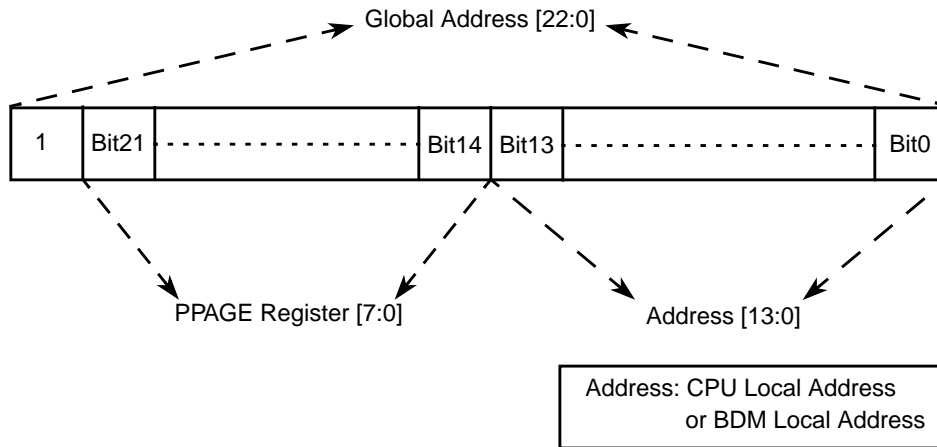 Global Address [22:0]
1 Bit21 Bit14 Bit13 Bit0
PPAGE Register [7:0] Address [13:0]
Address: CPU Local Address
or BDM Local Address